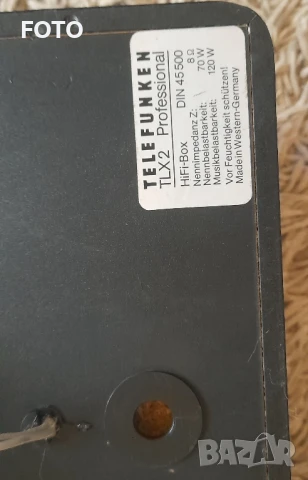 FOTO
TELEFUNKEN
TLX2 Professional
HiFi-Box DIN 45500
Nennimpedanz Z: 8 Ω
Nennbelastbarkeit: 70 W
Musikbelastbarkeit: 120 W
Vor Feuchtigkeit schützen!
Made in Western-Germany
BAZAR